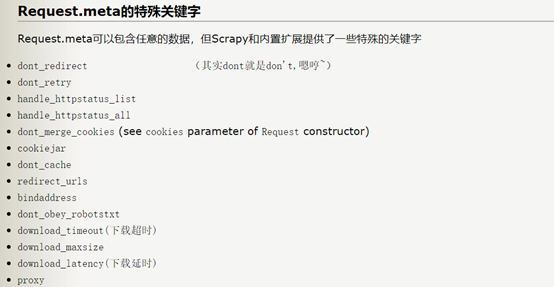 Request.meta的特殊关键字
Request.meta可以包含任意的数据，但Scrapy和内置扩展提供了一些特殊的关键字
dont_redirect （其实dont就是don't,嗯哼~）
dont_retry
handle_httpstatus_list
handle_httpstatus_all
dont_merge_cookies (see cookies parameter of Request constructor)
cookiejar
dont_cache
redirect_urls
bindaddress
dont_obey_robotstxt
download_timeout(下载超时)
download_maxsize
download_latency(下载延时)
proxy